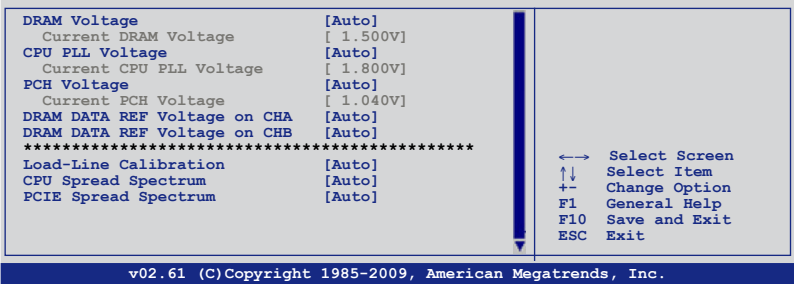 DRAM Voltage [Auto]
Current DRAM Voltage [ 1.500V]
CPU PLL Voltage [Auto]
Current CPU PLL Voltage [ 1.800V]
PCH Voltage [Auto]
Current PCH Voltage [ 1.040V]
DRAM DATA REF Voltage on CHA [Auto]
DRAM DATA REF Voltage on CHB [Auto]
***********************************************
Load-Line Calibration [Auto]
CPU Spread Spectrum [Auto]
PCIE Spread Spectrum [Auto]
←→ Select Screen
↑↓ Select Item
+- Change Option
F1 General Help
F10 Save and Exit
ESC Exit
v02.61 (C)Copyright 1985-2009, American Megatrends, Inc.